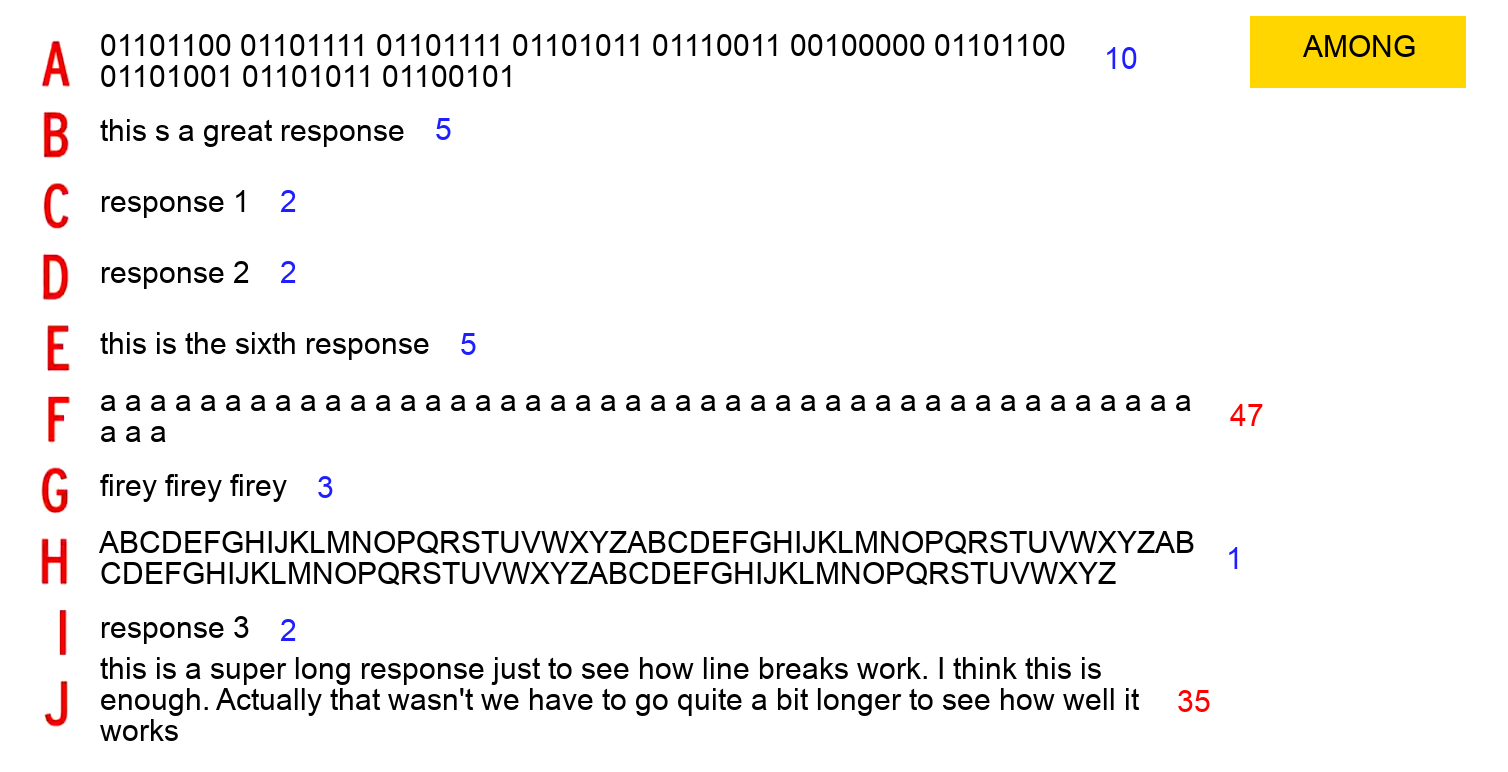 A 01101100 01101111 01101111 01101011 01110011 00100000 01101100 10 AMONG
01101001 01101011 01100101
B this s a great response 5
C response 1 2
D response 2 2
E this is the sixth response 5
F a a a a a a a a a a a a a a a a a a a a a a a a a a a a a a a a a a a a a a a a a a a a 47
a a a
G firey firey firey 3
H ABCDEFGHIJKLMNOPQRSTUVWXYZABCDEFGHIJKLMNOPQRSTUVWXYZAB 1
CDEFGHIJKLMNOPQRSTUVWXYZABCDEFGHIJKLMNOPQRSTUVWXYZ
I response 3 2
this is a super long response just to see how line breaks work. I think this is
J enough. Actually that wasn't we have to go quite a bit longer to see how well it 35
works